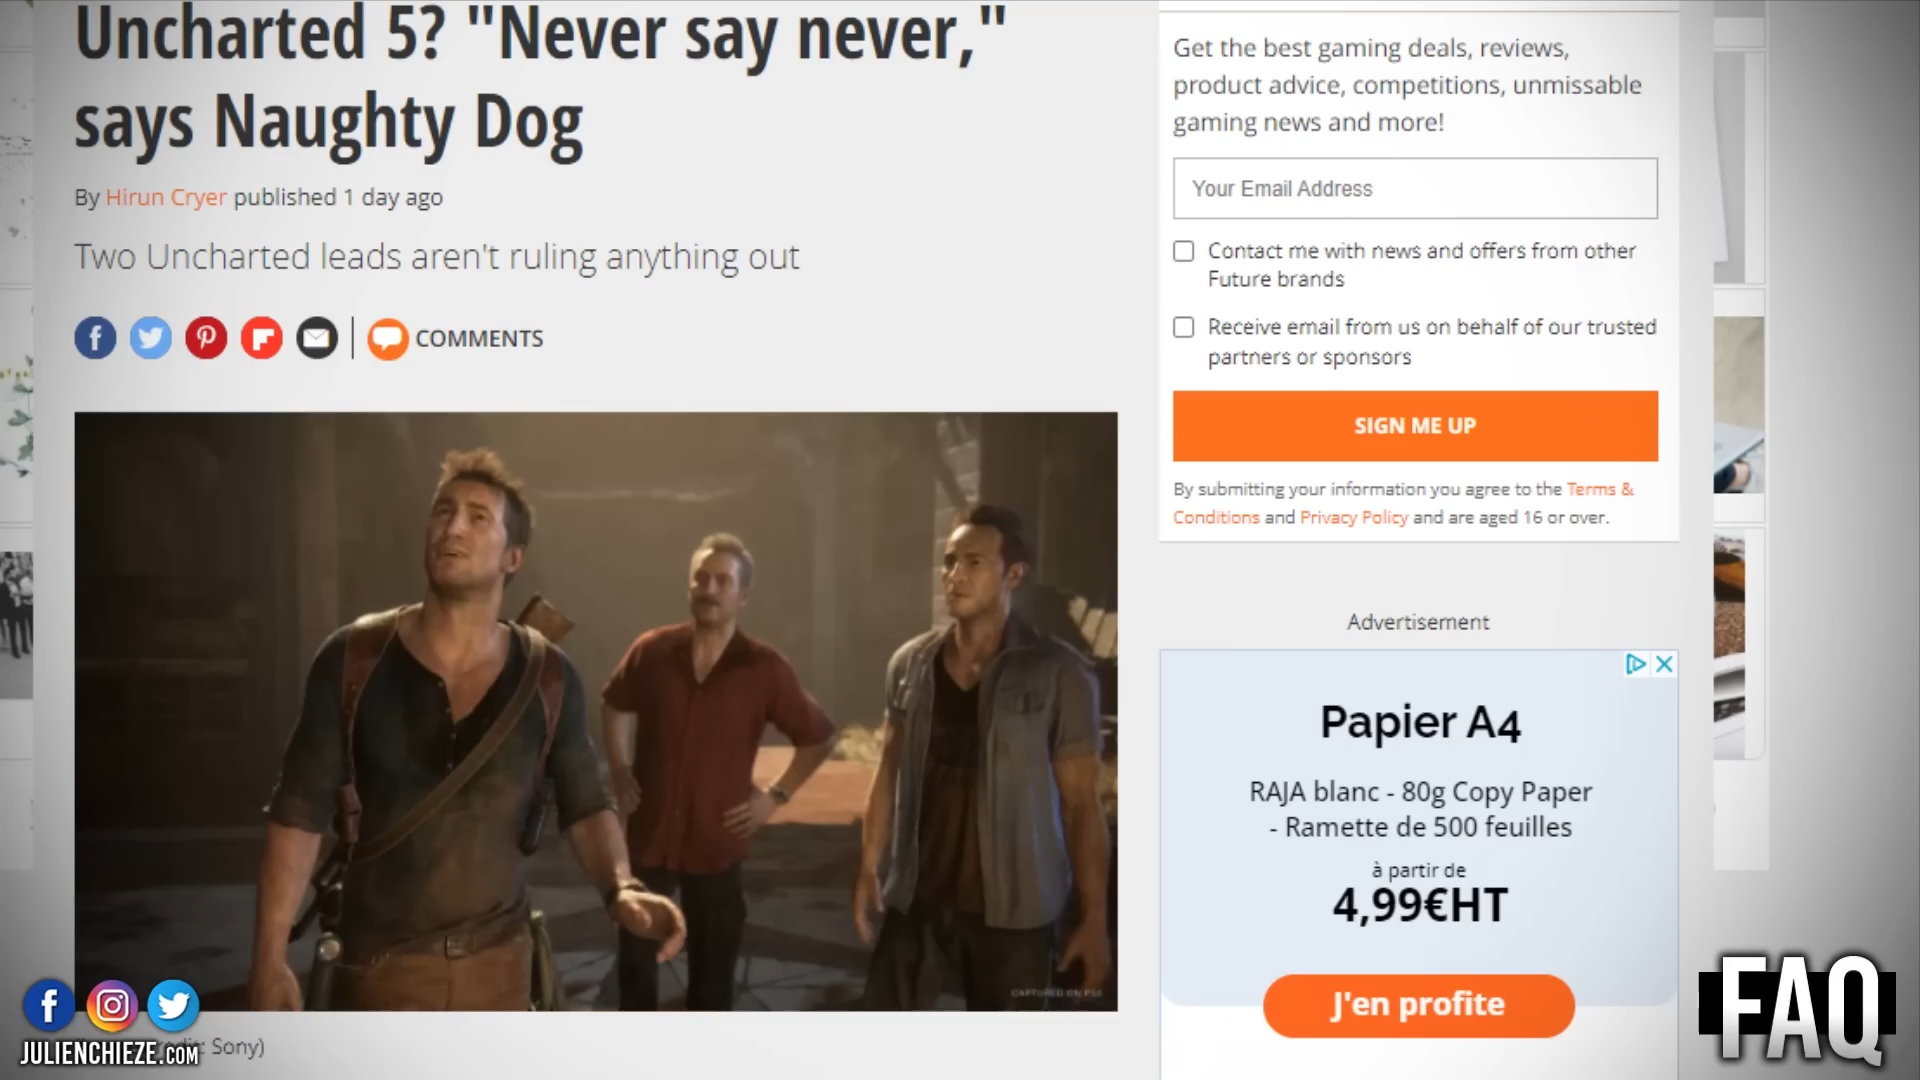 Uncharted 5? "Never say never,"
says Naughty Dog
By Hirun Cryer published 1 day ago
Two Uncharted leads aren't ruling anything out
COMMENTS
CAPTURED ON PS5
Sony)
Get the best gaming deals, reviews,
product advice, competitions, unmissable
gaming news and more!
Your Email Address
Contact me with news and offers from other
Future brands
Receive email from us on behalf of our trusted
partners or sponsors
SIGN ME UP
By submitting your information you agree to the Terms &
Conditions and Privacy Policy and are aged 16 or over.
Advertisement
Papier A4
RAJA blanc - 80g Copy Paper
- Ramette de 500 feuilles
à partir de
4,99€HT
J'en profite
JULIENCHIEZE.COM
FAQ